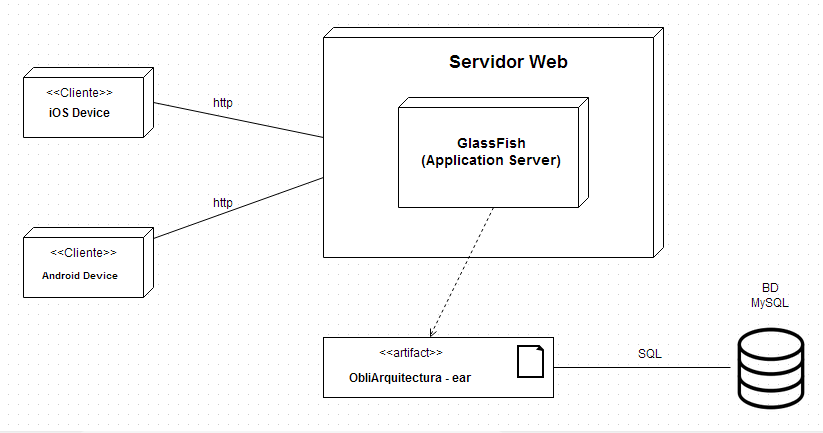 Servidor Web
<<Cliente>>
iOS Device
http
GlassFish
(Application Server)
http
<<Cliente>>
Android Device
BD
MySQL
<<artifact>>
ObliArquitectura - ear
SQL